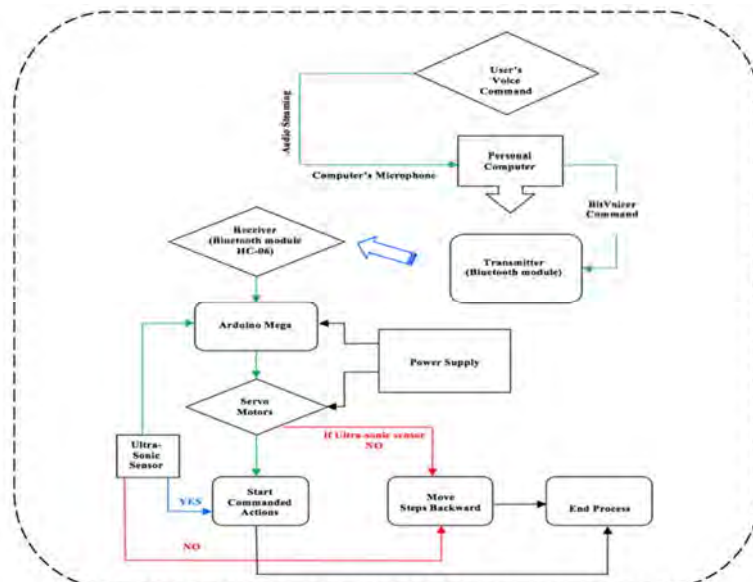 User's
Voice
Command
Audio Steaming
Computer's Microphone
Personal
Computer
BitVoizer
Command
Receiver
(Bluetooth module
HC-06)
Transmitter
(Bluetooth module)
Arduino Mega
Power Supply
Servo
Motors
If Ultra-sonic sensor
NO
Ultra-
Sonic
Sensor
YES
Start
Commanded
Actions
Move
Steps Backward
End Process
NO